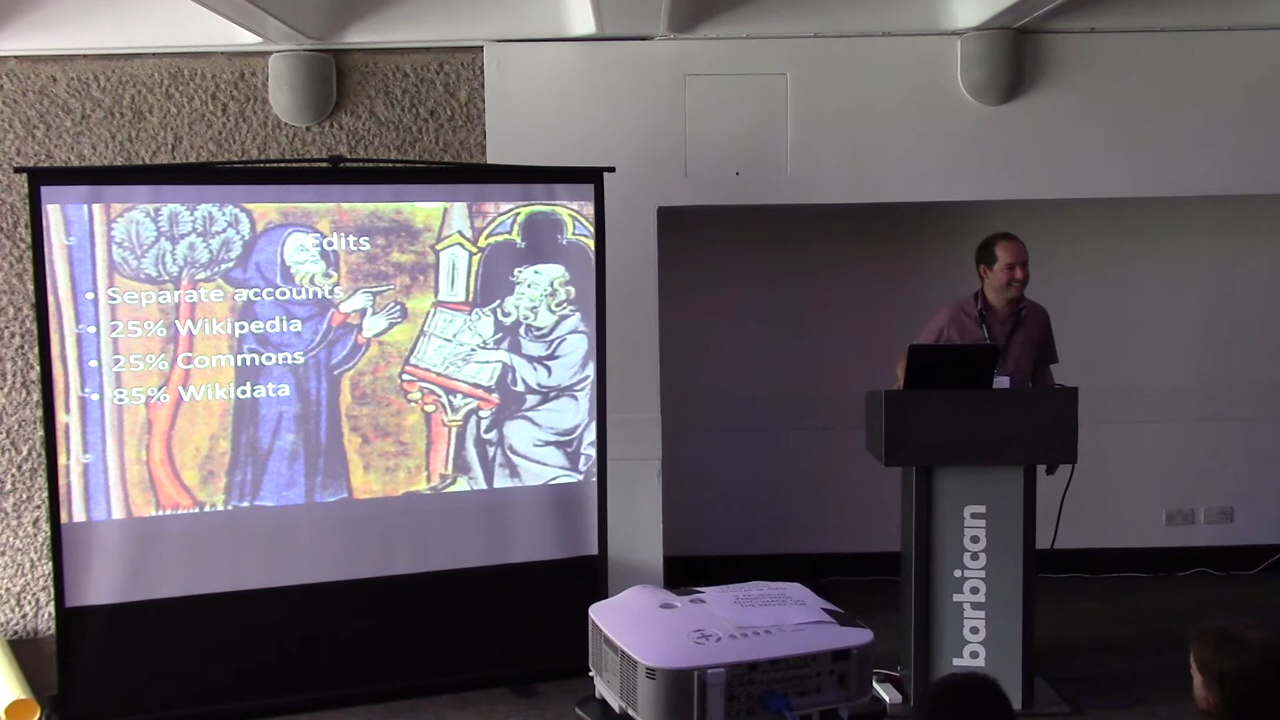 Edits
• Separate accounts
• 25% Wikipedia
• 25% Commons
• 85% Wikidata
barbican